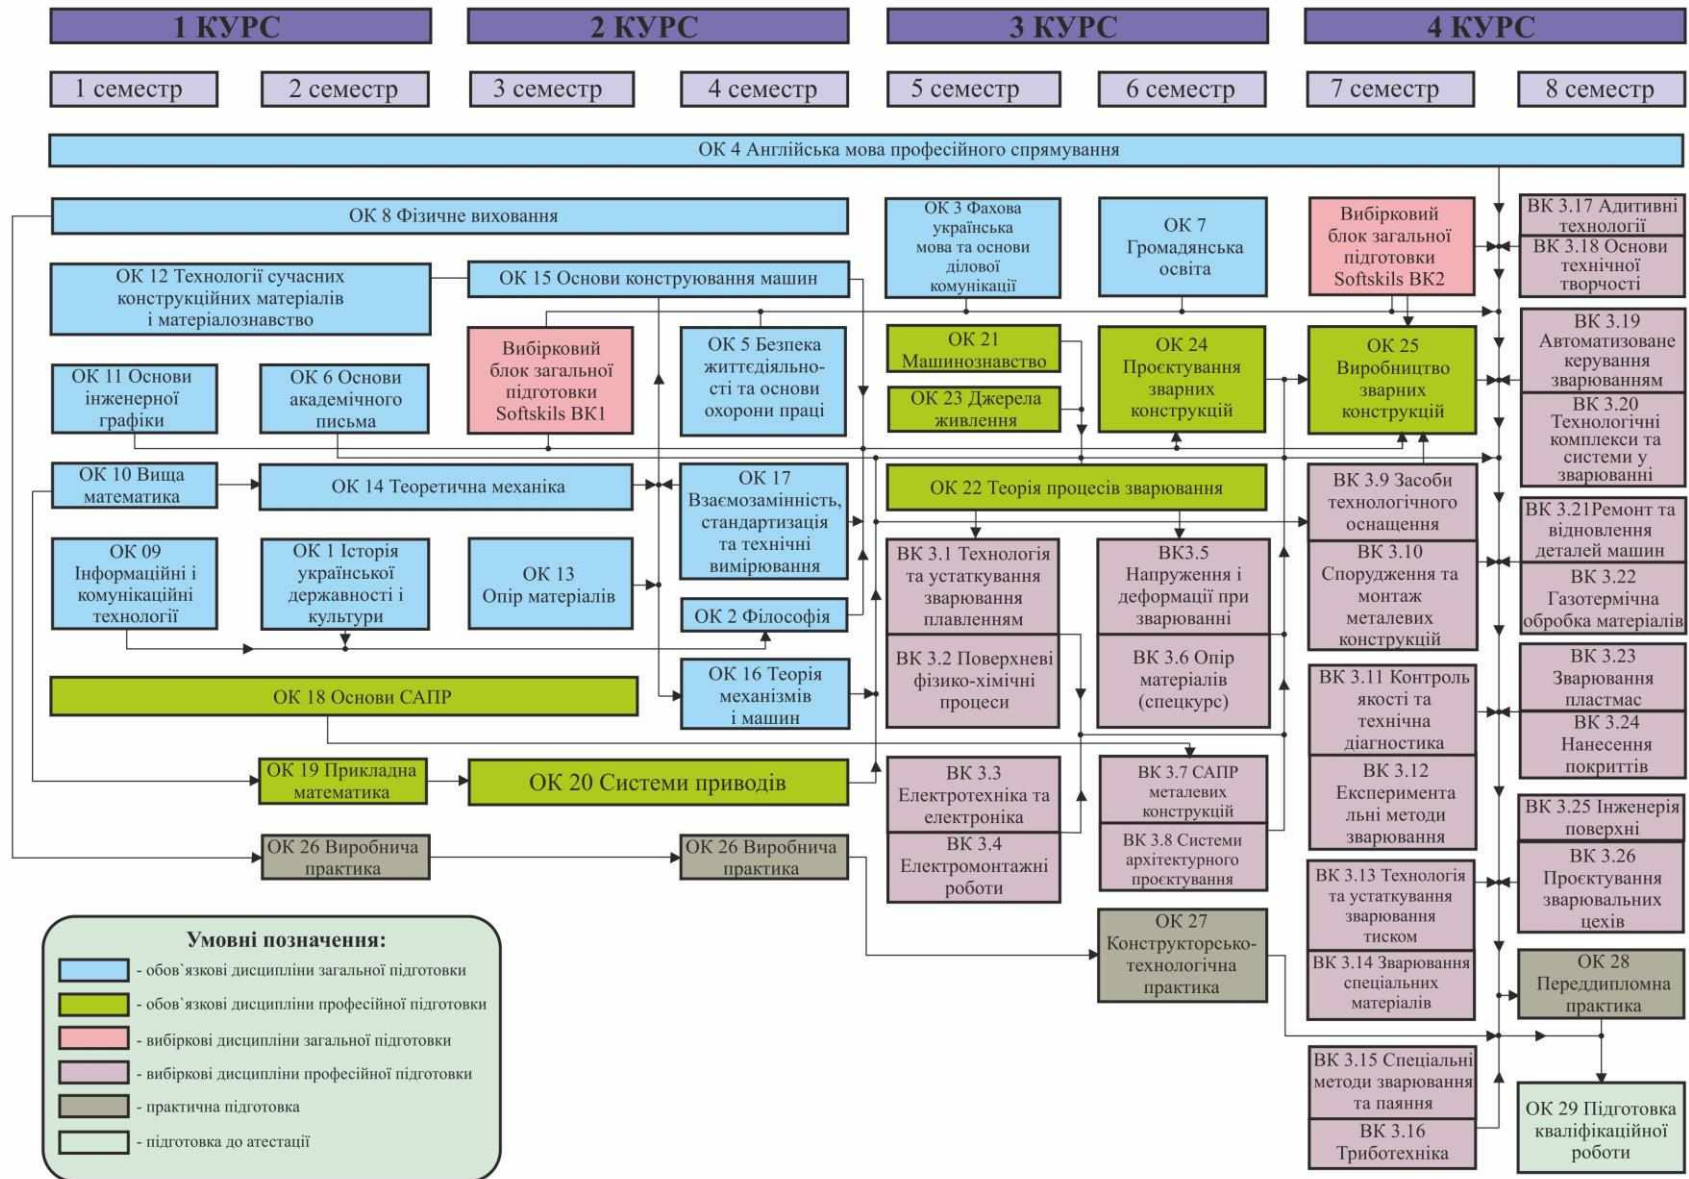 1 КУРС
2 КУРС
3 КУРС
4 КУРС
1 семестр
2 семестр
3 семестр
4 семестр
5 семестр
6 семестр
7 семестр
8 семестр
ОК 4 Англійська мова професійного спрямування
ОК 8 Фізичне виховання
ОК 3 Фахова
українська
мова та основи
ділової
комунікації
ОК 7
Громадянська
освіта
Вибірковий
блок загальної
підготовки
Softskils ВК2
ВК 3.17 Адитивні
технології
ВК 3.18 Основи
технічної
творчості
ОК 12 Технології сучасних
конструкційних матеріалів
і матеріалознавство
ОК 15 Основи конструювання машин
Вибірковий
блок загальної
підготовки
Softskils ВК1
ОК 5 Безпека
життєдіяльно-
сті та основи
охорони праці
ОК 21
Машинознавство
ОК 24
Проєктування
зварних
конструкцій
ОК 25
Виробництво
зварних
конструкцій
ВК 3.19
Автоматизоване
керування
зварюванням
ОК 11 Основи
інженерної
графіки
ОК 6 Основи
академічного
письма
ОК 23 Джерела
живлення
ВК 3.20
Технологічні
комплекси та
системи у
зварюванні
ОК 10 Вища
математика
ОК 14 Теоретична механіка
ОК 17
Взаємозамінність,
стандартизація
та технічні
вимірювання
ОК 22 Теорія процесів зварювання
ВК 3.9 Засоби
технологічного
оснащення
ВК 3.21Ремонт та
відновлення
деталей машин
ОК 09
Інформаційні і
комунікаційні
технології
ОК 1 Історія
української
державності і
культури
ОК 13
Опір матеріалів
ВК 3.1 Технологія
та устаткування
зварювання
плавленням
ВК3.5
Напруження і
деформації при
зварюванні
ВК 3.10
Спорудження та
монтаж
металевих
конструкцій
ВК 3.22
Газотермічна
обробка матеріалів
ОК 2 Філософія
ВК 3.2 Поверхневі
фізико-хімічні
процеси
ВК 3.6 Опір
матеріалів
(спецкурс)
ВК 3.11 Контроль
якості та
технічна
діагностика
ВК 3.23
Зварювання
пластмас
ОК 18 Основи САПР
ОК 16 Теорія
механізмів
і машин
ВК 3.24
Нанесення
покриттів
ОК 19 Прикладна
математика
ОК 20 Системи приводів
ВК 3.3
Електротехніка та
електроніка
ВК 3.7 САПР
металевих
конструкцій
ВК 3.12
Експеримента
льні методи
зварювання
ВК 3.25 Інженерія
поверхні
ОК 26 Виробнича
практика
ОК 26 Виробнича
практика
ВК 3.4
Електромонтажні
роботи
ВК 3.8 Системи
архітектурного
проєктування
ВК 3.13 Технологія
та устаткування
зварювання
тиском
ВК 3.26
Проєктування
зварювальних
цехів
ОК 27
Конструкторсько-
технологічна
практика
ВК 3.14 Зварювання
спеціальних
матеріалів
ОК 28
Переддипломна
практика
ВК 3.15 Спеціальні
методи зварювання
та паяння
ВК 3.16
Триботехніка
ОК 29 Підготовка
кваліфікаційної
роботи
Умовні позначення:
- обов`язкові дисципліни загальної підготовки
- обов`язкові дисципліни професійної підготовки
- вибіркові дисципліни загальної підготовки
- вибіркові дисципліни професійної підготовки
- практична підготовка
- підготовка до атестації